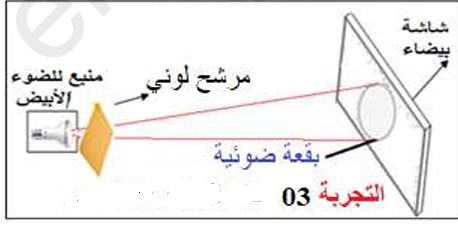 شاشة
بيضاء
مرشح لوني
منبع للضوء
الأبيض
بقعة ضوئية
التجربة 03